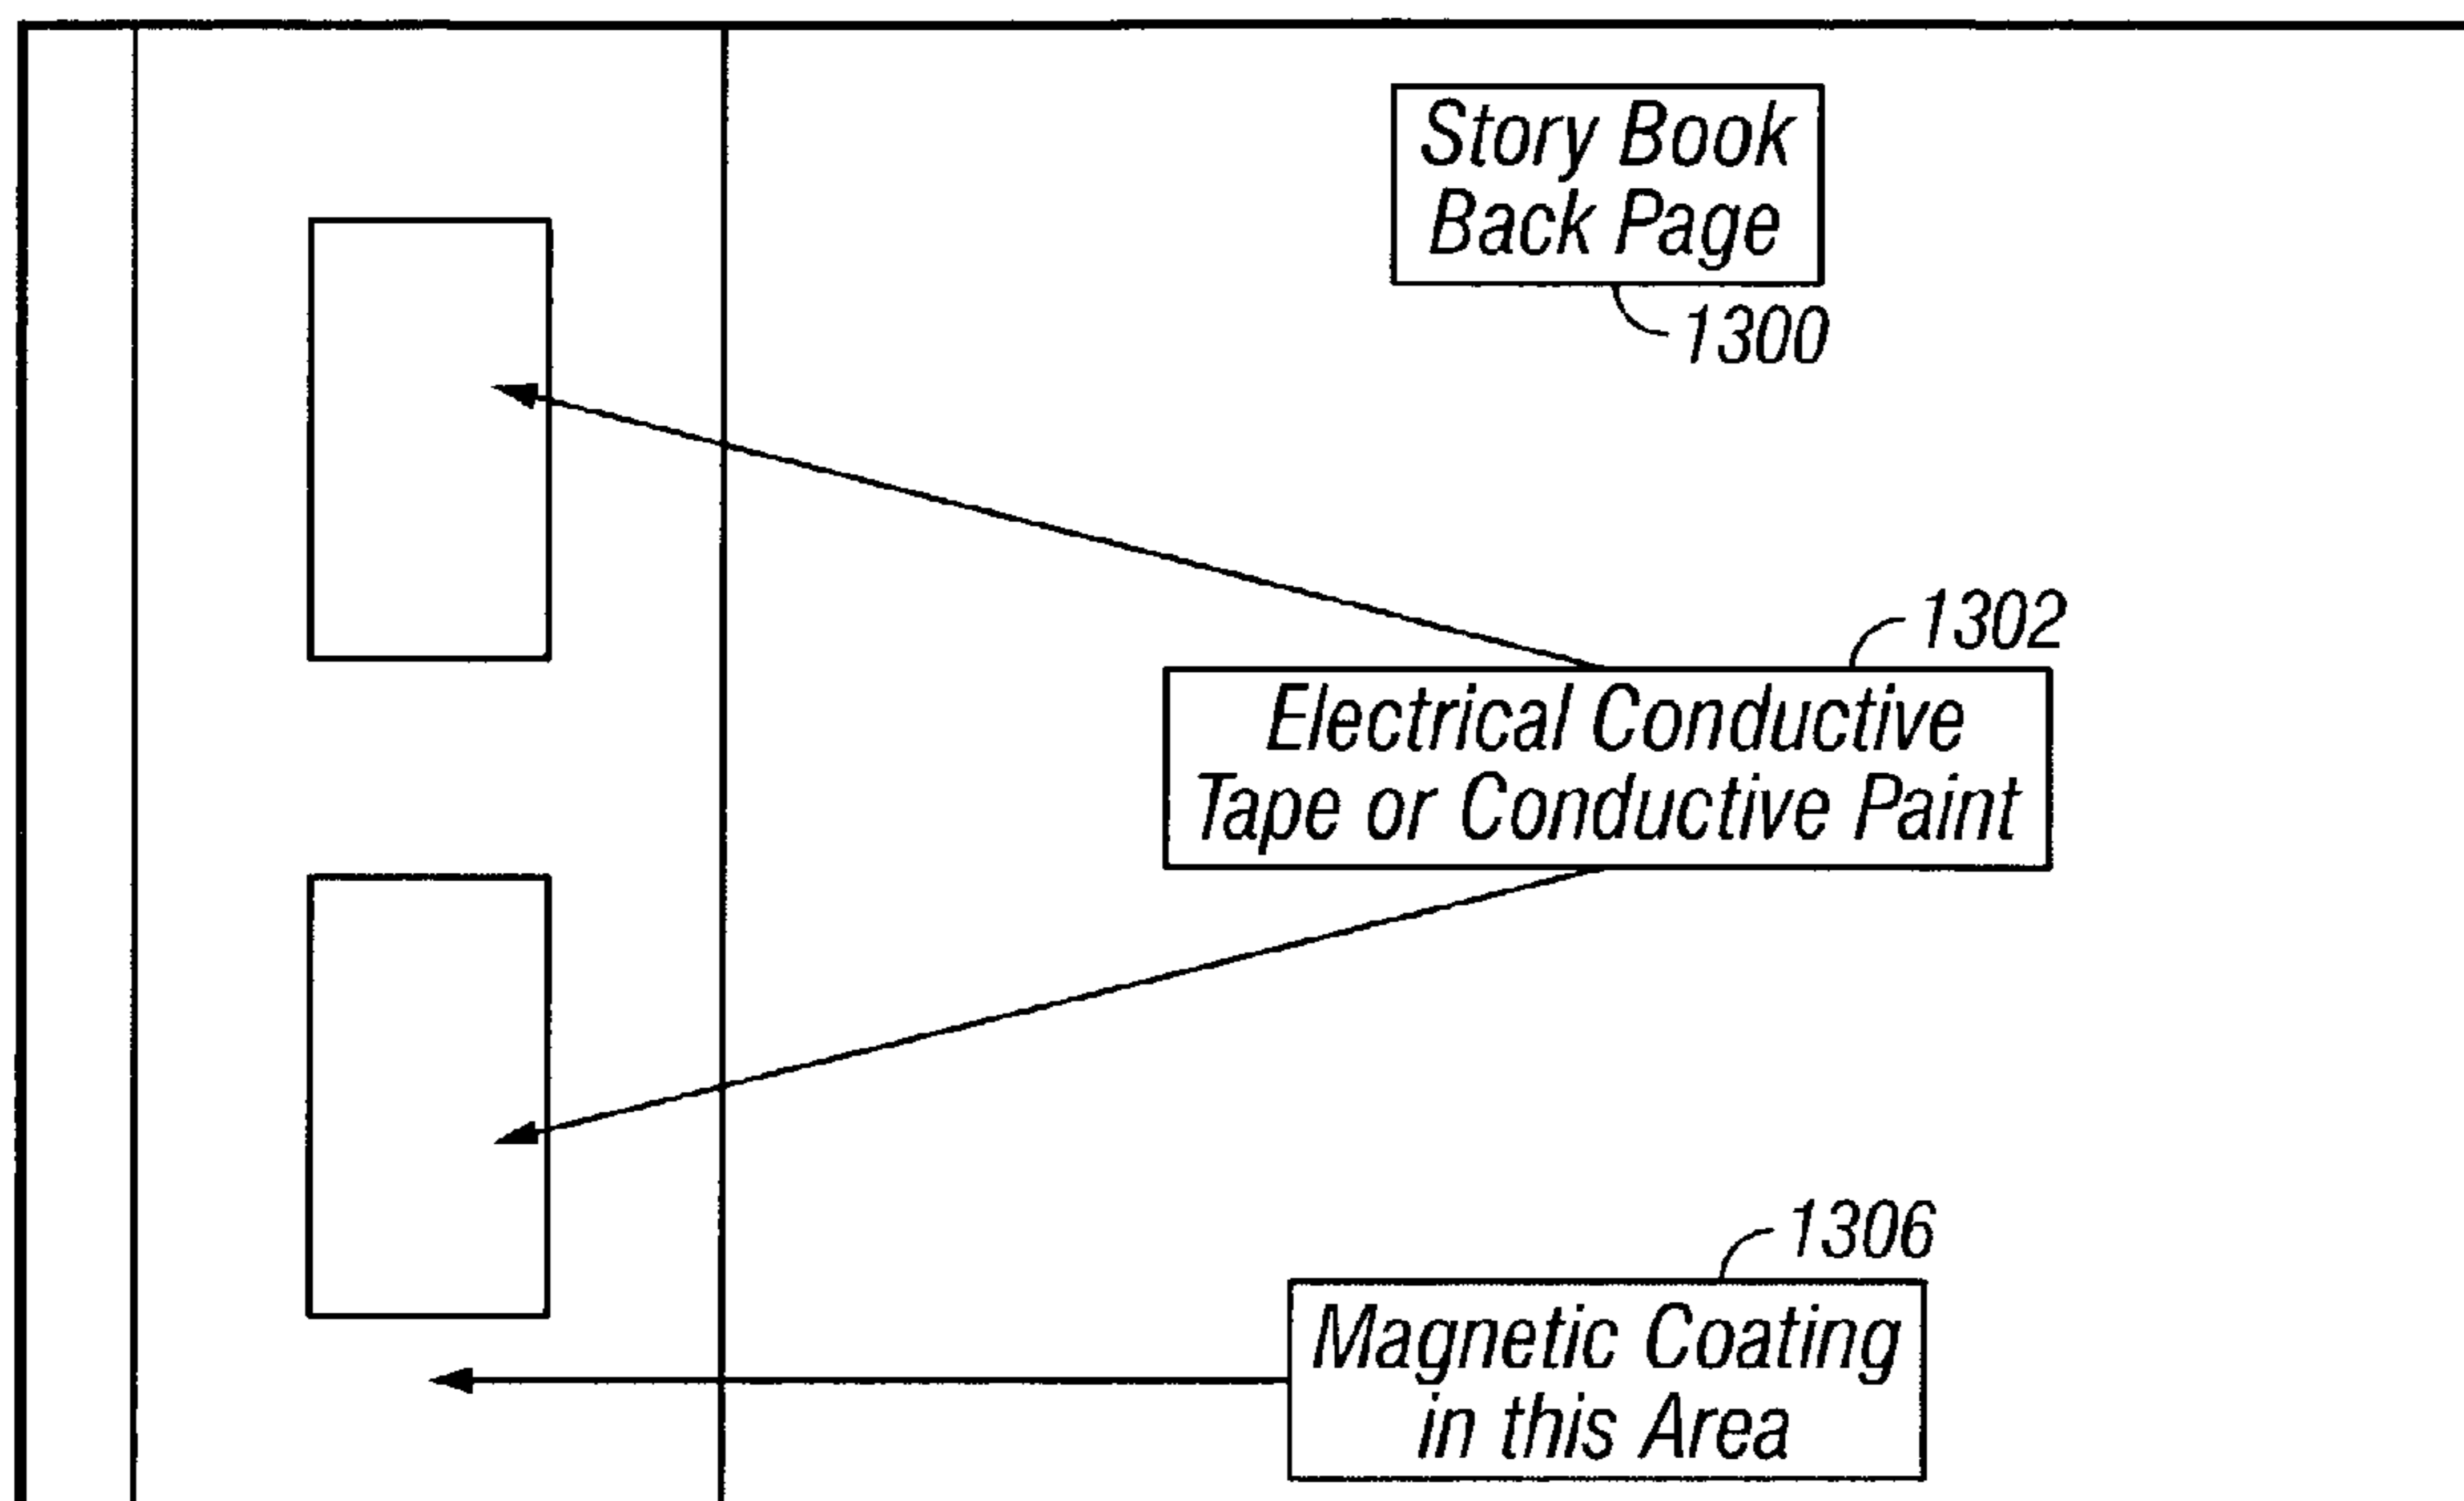 Story Book
Back Page
1300
1302
Electrical Conductive
Tape or Conductive Paint
1306
Magnetic Coating
in this Area